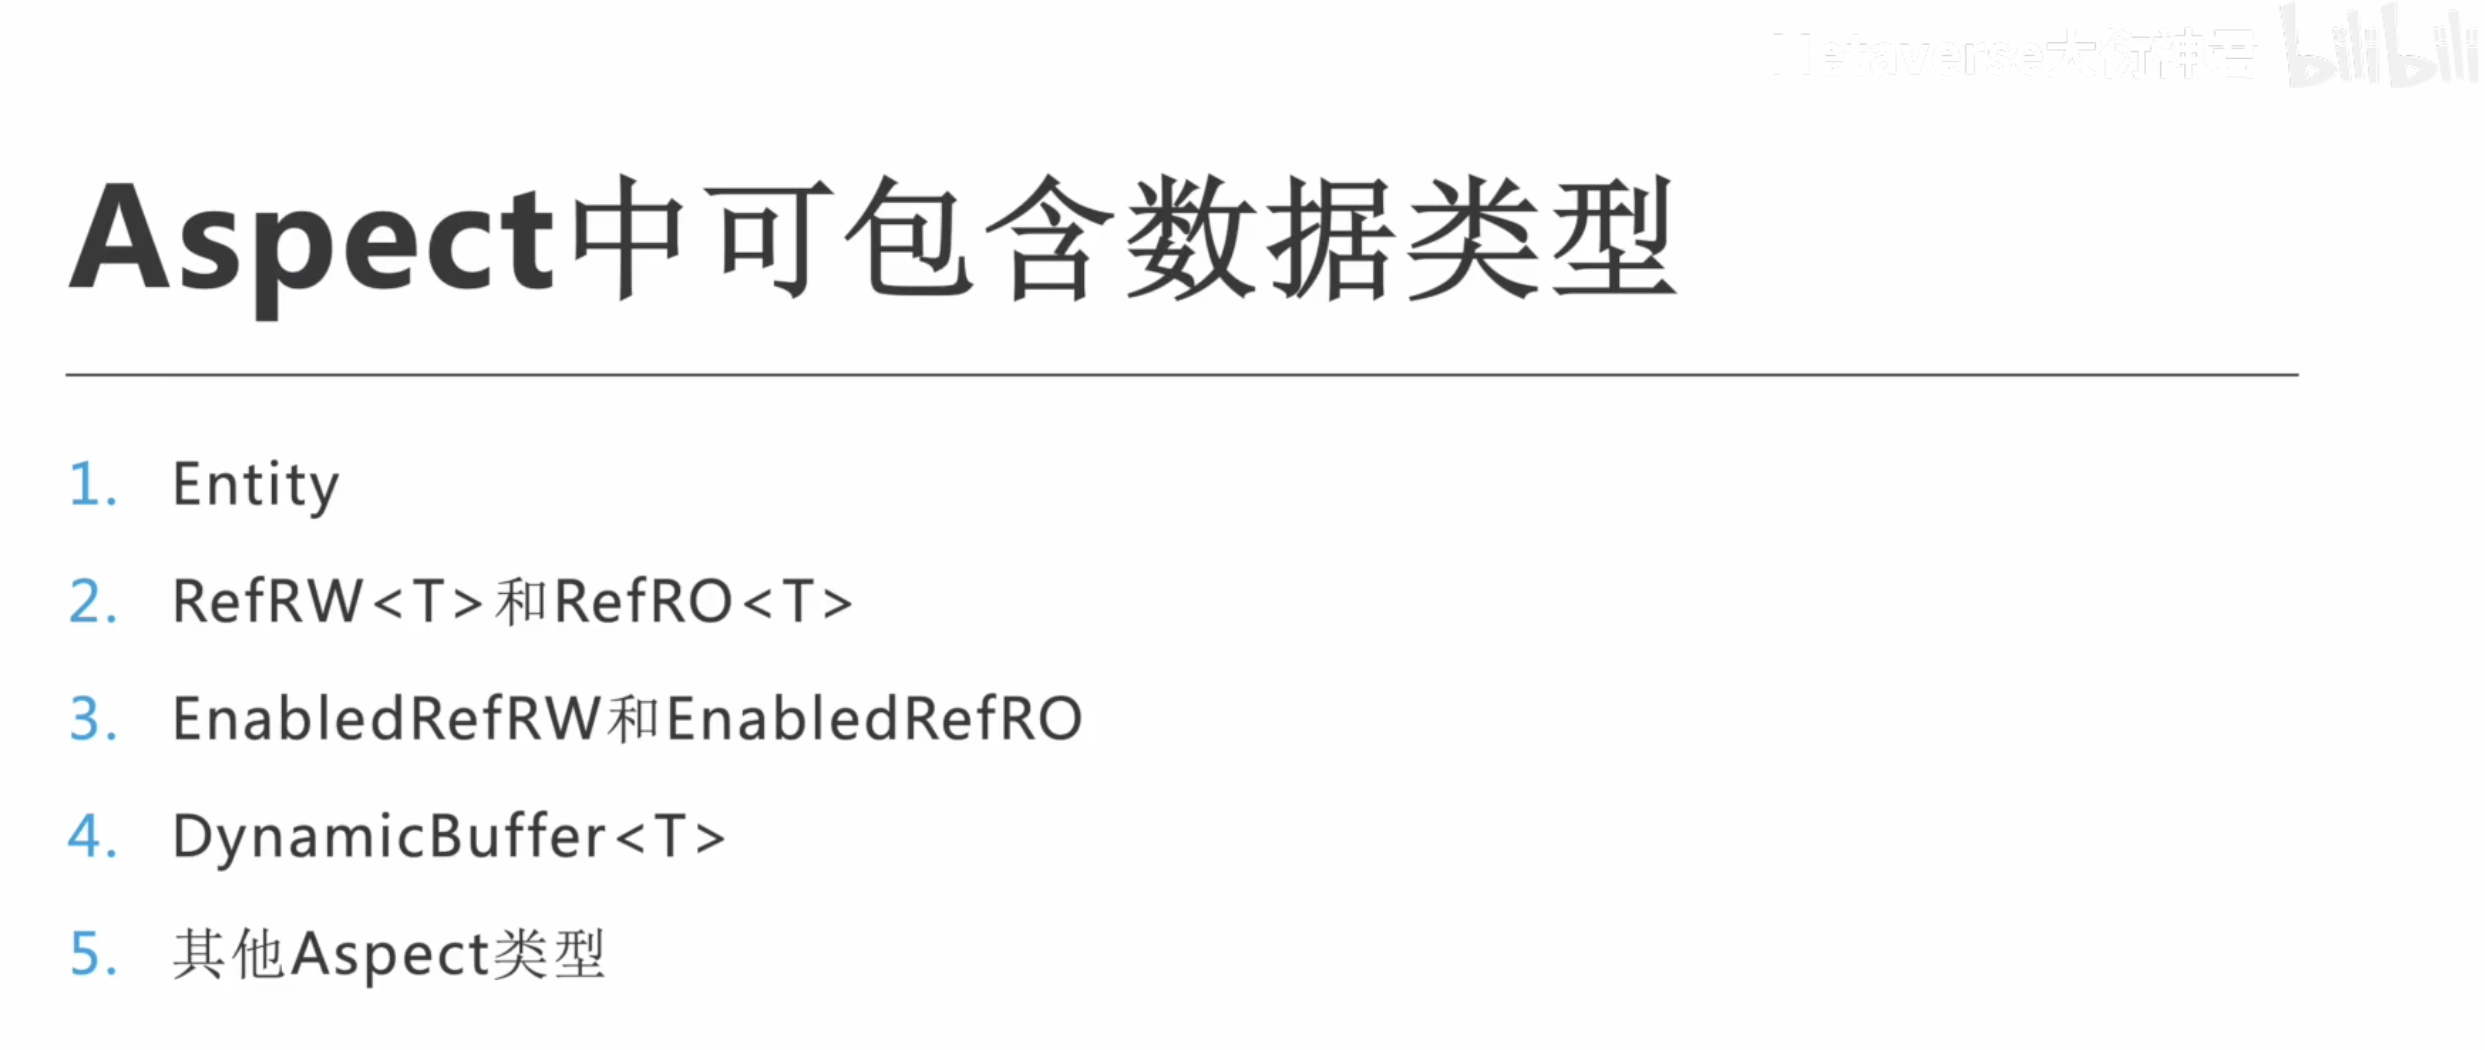 Metaverse大衍神君 bilibili
Aspect中可包含数据类型
1. Entity
2. RefRW<T>和RefRO<T>
3. EnabledRefRW和EnabledRefRO
4. DynamicBuffer<T>
5. 其他Aspect类型